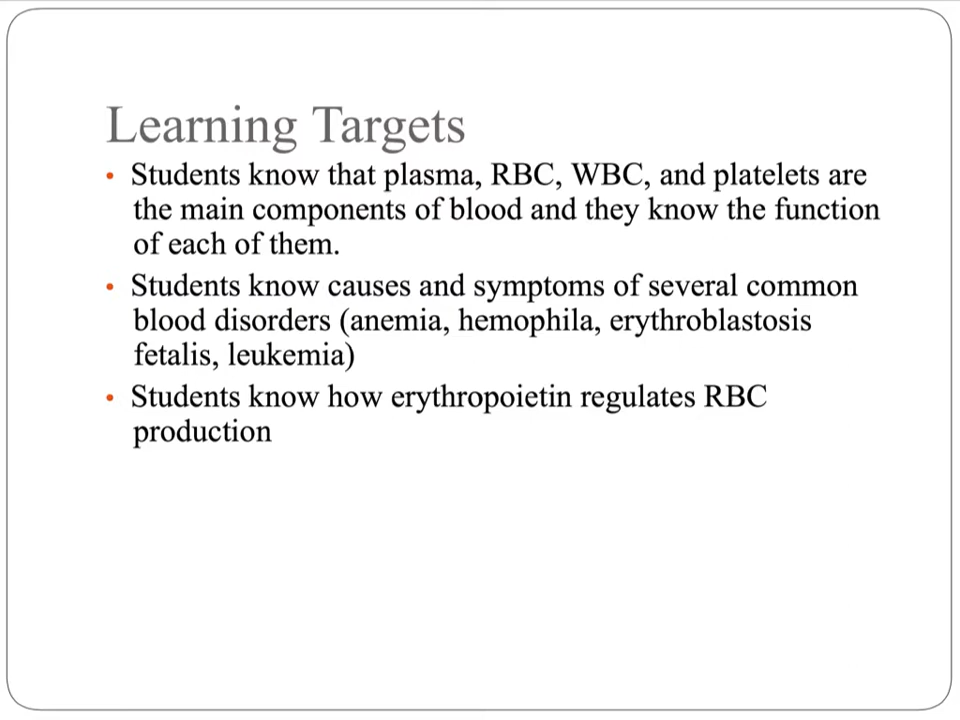 Learning Targets
• Students know that plasma, RBC, WBC, and platelets are
the main components of blood and they know the function
of each of them.
• Students know causes and symptoms of several common
blood disorders (anemia, hemophila, erythroblastosis
fetalis, leukemia)
• Students know how erythropoietin regulates RBC
production